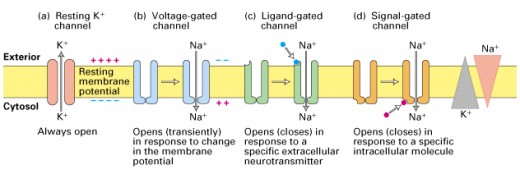 (a) Resting K⁺
channel
(b) Voltage-gated
channel
(c) Ligand-gated
channel
(d) Signal-gated
channel
Exterior
Cytosol
K⁺
++++
Resting
membrane
potential
----
K⁺
Na⁺
--
++
Na⁺
Na⁺
Na⁺
Na⁺
Na⁺
Na⁺
K⁺
Always open
Opens (transiently)
in response to change
in the membrane
potential
Opens (closes) in
response to a
specific extracellular
neurotransmitter
Opens (closes) in
response to a specific
intracellular molecule